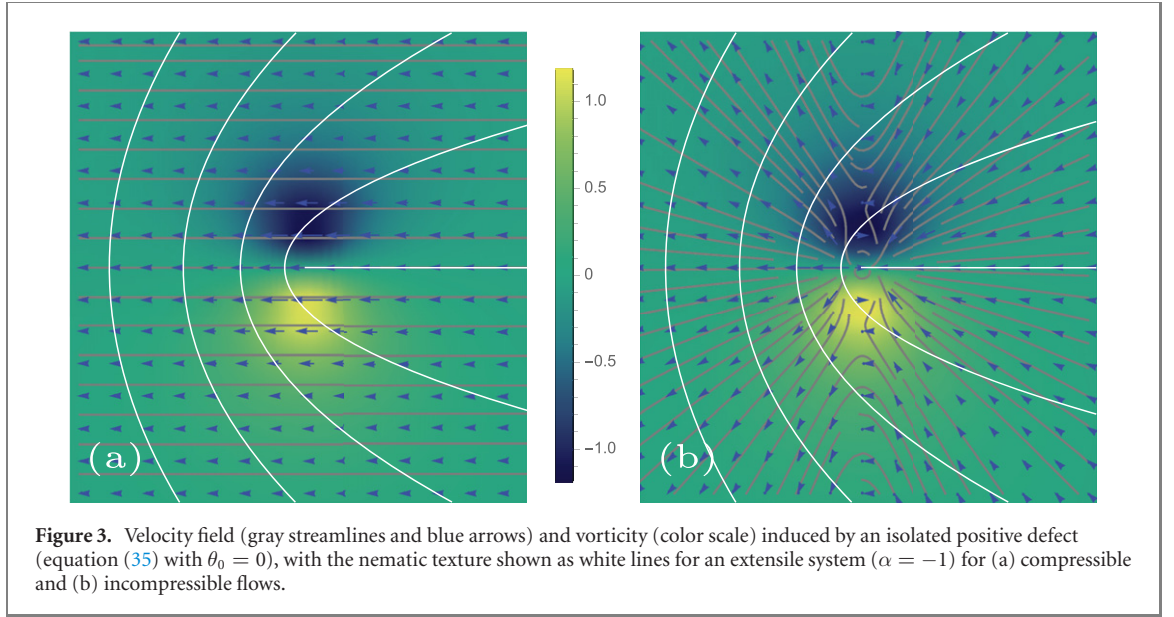 1.0
0.5
0
−0.5
−1.0
(a)
(b)
Figure 3. Velocity field (gray streamlines and blue arrows) and vorticity (color scale) induced by an isolated positive defect
(equation (35) with θ₀ = 0), with the nematic texture shown as white lines for an extensile system (α = −1) for (a) compressible
and (b) incompressible flows.